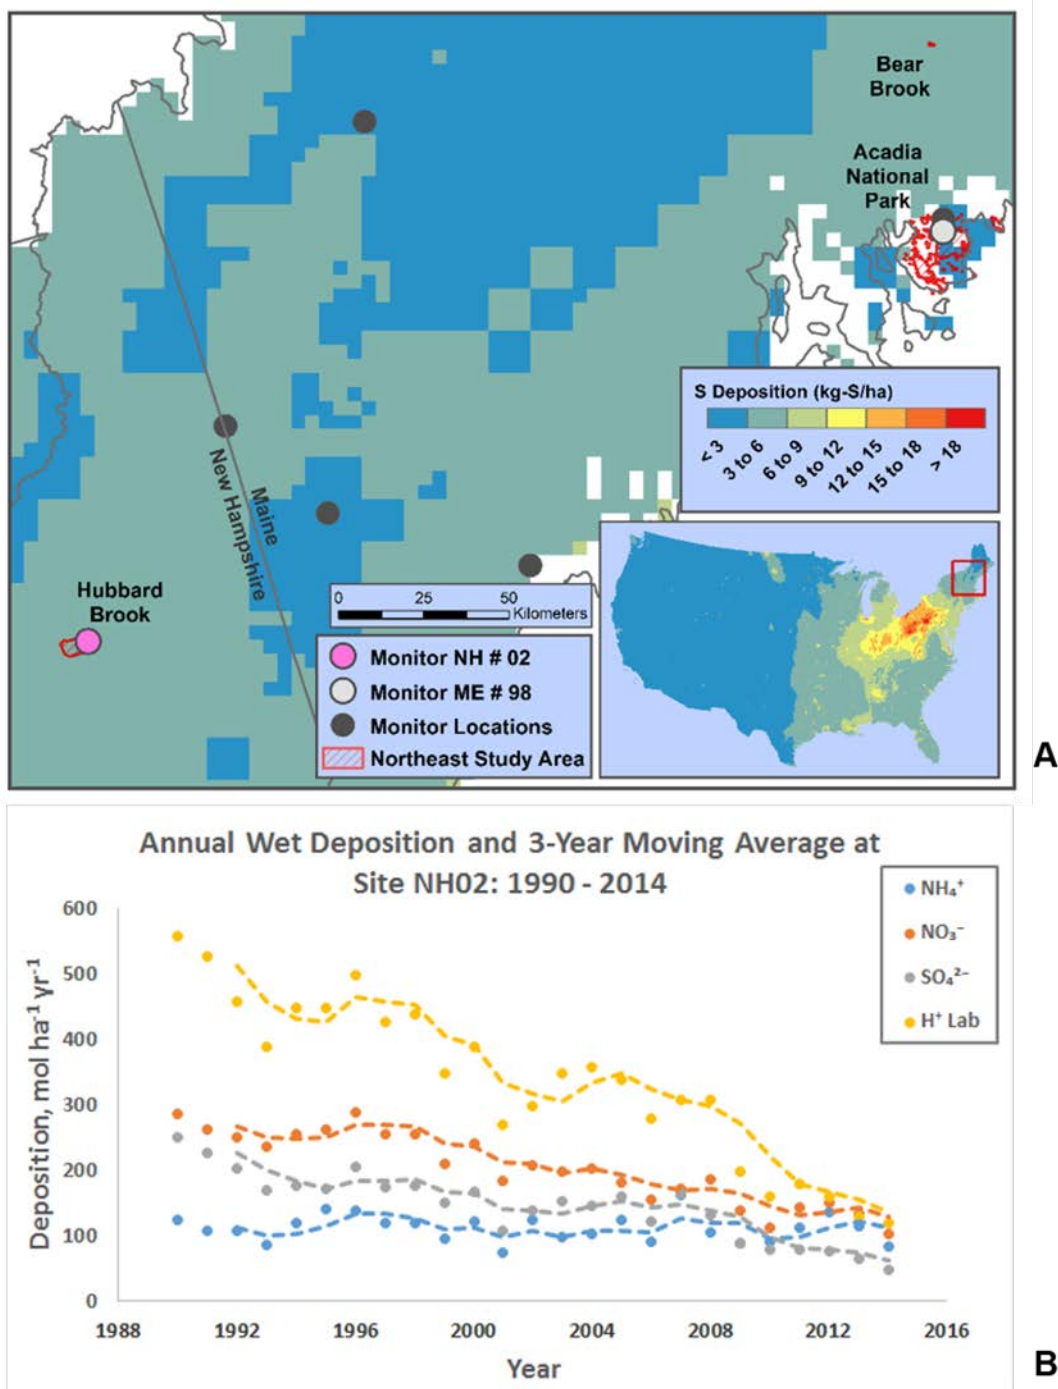 Bear
Brook
Acadia
National
Park
S Deposition (kg-S/ha)
< 3
3 to 6
6 to 9
9 to 12
12 to 15
15 to 18
> 18
Maine
New Hampshire
Hubbard
Brook
0 25 50
Kilometers
Monitor NH # 02
Monitor ME # 98
Monitor Locations
Northeast Study Area
A
Annual Wet Deposition and 3-Year Moving Average at
Site NH02: 1990 - 2014
NH₄⁺
NO₃⁻
SO₄²⁻
H⁺ Lab
Deposition, mol ha⁻¹ yr⁻¹
600
500
400
300
200
100
0
1988 1992 1996 2000 2004 2008 2012 2016
Year
B